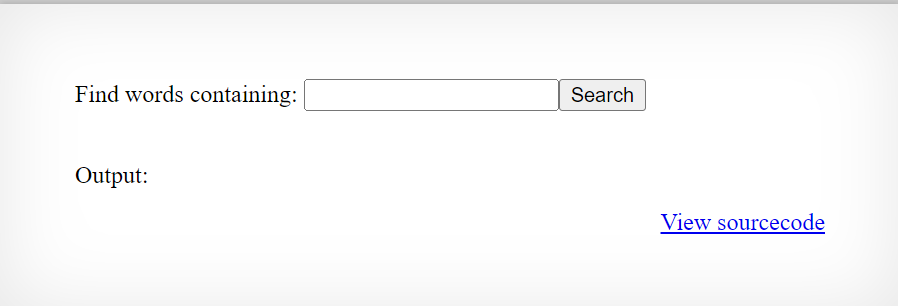 Find words containing: Search
Output:
View sourcecode